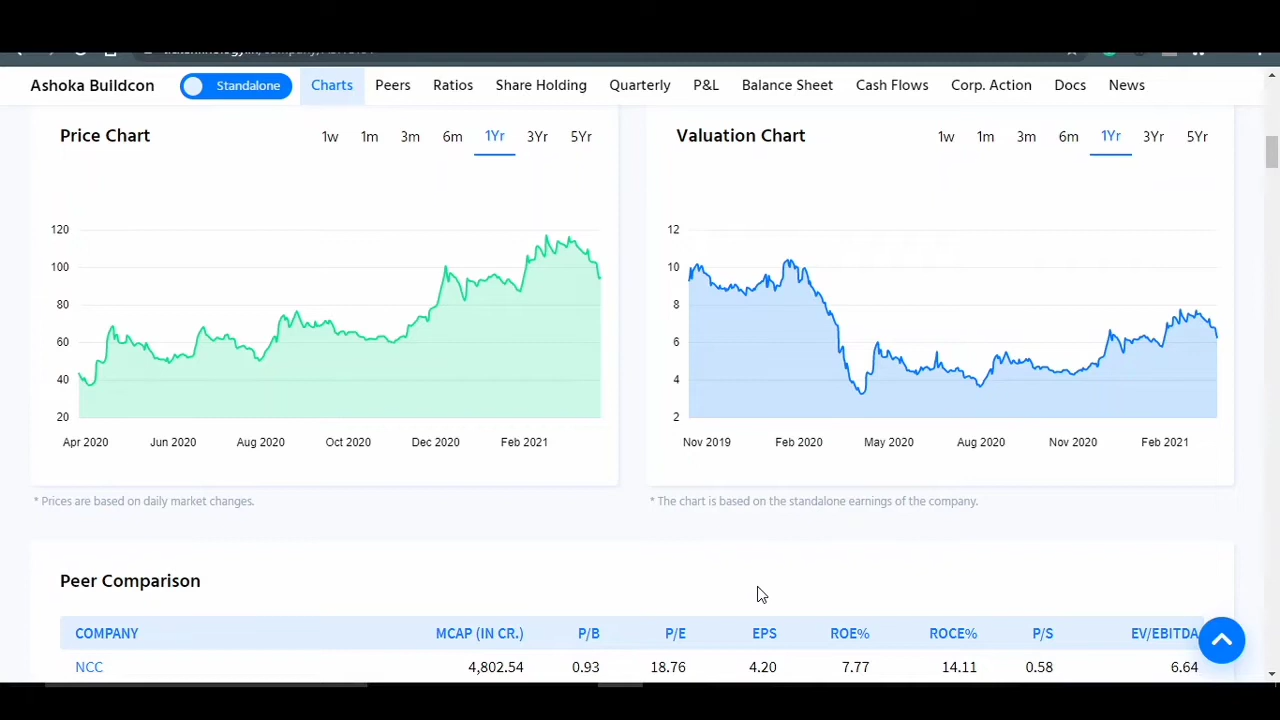 Ashoka Buildcon Standalone Charts Peers Ratios Share Holding Quarterly P&L Balance Sheet Cash Flows Corp. Action Docs News
Price Chart 1w 1m 3m 6m 1Yr 3Yr 5Yr
120
100
80
60
40
20
Apr 2020 Jun 2020 Aug 2020 Oct 2020 Dec 2020 Feb 2021
* Prices are based on daily market changes.
Valuation Chart 1w 1m 3m 6m 1Yr 3Yr 5Yr
12
10
8
6
4
2
Nov 2019 Feb 2020 May 2020 Aug 2020 Nov 2020 Feb 2021
* The chart is based on the standalone earnings of the company.
Peer Comparison
COMPANY MCAP (IN CR.) P/B P/E EPS ROE% ROCE% P/S EV/EBITDA
NCC 4,802.54 0.93 18.76 4.20 7.77 14.11 0.58 6.64